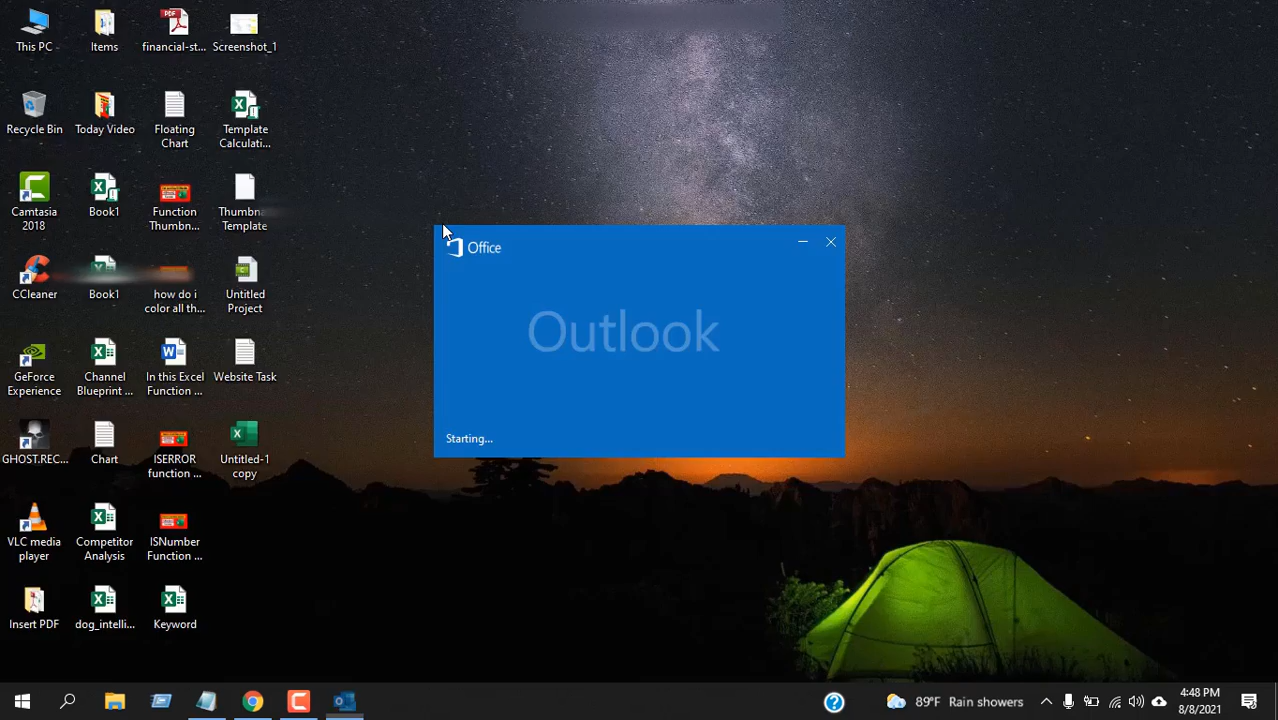 This PC
Items
PDF
financial-st...
Screenshot_1
Recycle Bin
Today Video
Floating
Chart
Template
Calculati...
Camtasia
2018
Book1
Function
Thumbn...
Thumbna
Template
CCleaner
Book1
how do i
color all th...
Untitled
Project
GeForce
Experience
Channel
Blueprint ...
In this Excel
Function ...
Website Task
GHOST.REC...
Chart
ISERROR
function ...
Untitled-1
copy
VLC media
player
Competitor
Analysis
ISNumber
Function ...
Insert PDF
dog_intelli...
Keyword
Office
Outlook
Starting...
89°F Rain showers
4:48 PM
8/8/2021